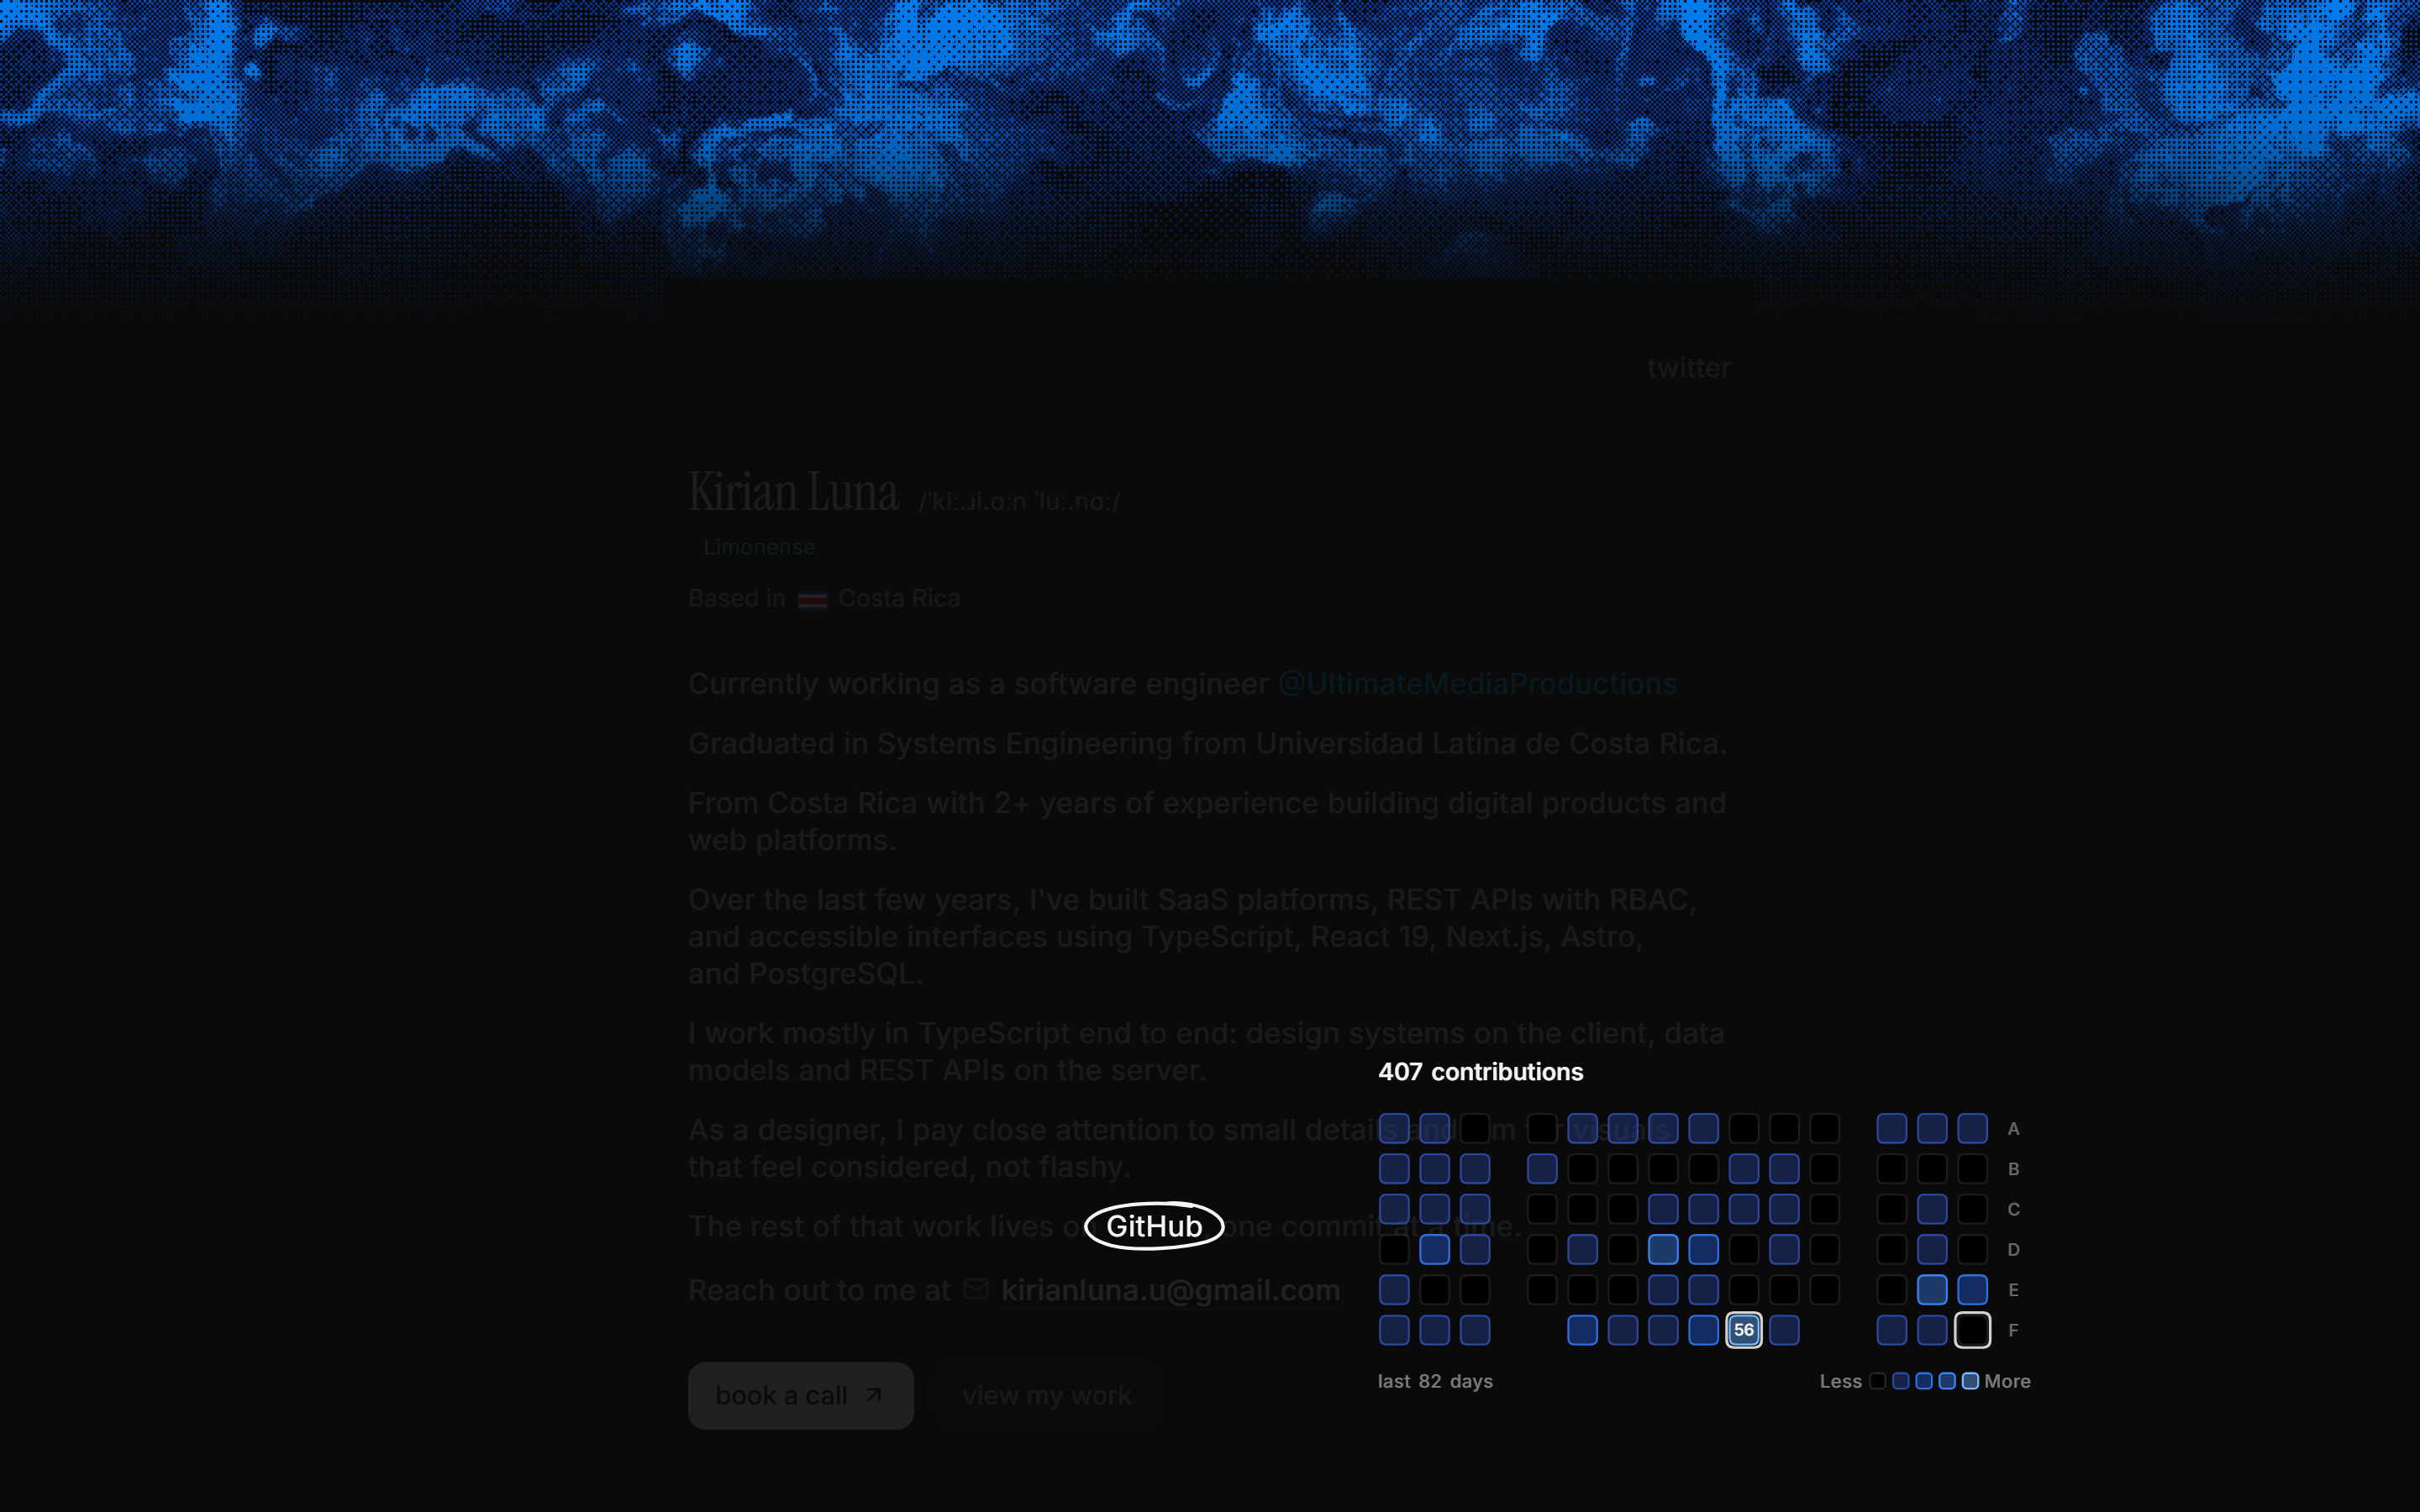 twitter
Kirian Luna /ˈkiː.ɹi.ɑːn ˈluː.nɑː/
Limonense
Based in Costa Rica
Currently working as a software engineer @UltimateMediaProductions
Graduated in Systems Engineering from Universidad Latina de Costa Rica.
From Costa Rica with 2+ years of experience building digital products and
web platforms.
Over the last few years, I've built SaaS platforms, REST APIs with RBAC,
and accessible interfaces using TypeScript, React 19, Next.js, Astro,
and PostgreSQL.
I work mostly in TypeScript end to end: design systems on the client, data
models and REST APIs on the server.
As a designer, I pay close attention to small details and visuals
that feel considered, not flashy.
The rest of that work lives on GitHub one commit at a time.
Reach out to me at kirianluna.u@gmail.com
book a call
view my work
407 contributions
A
B
C
D
E
56 F
last 82 days
Less More